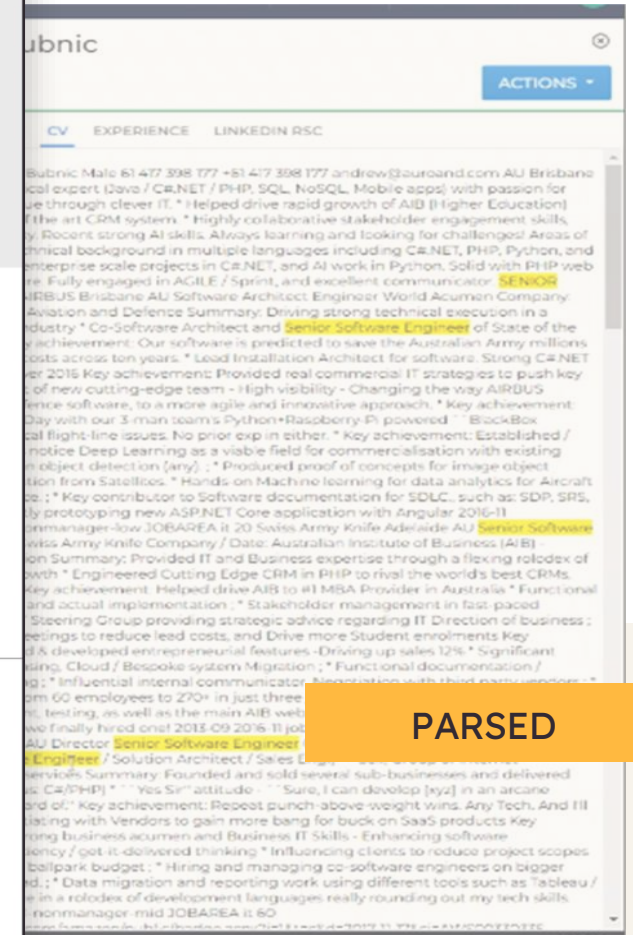 ubnic
ACTIONS
CV EXPERIENCE LINKEDIN RSC
Bubnic Male 61 417 398 177 +61 417 398 177 andrew@auroand.com AU Brisbane
cal expert (Java / C#.NET / PHP, SQL, NoSQL, Mobile apps) with passion for
ue through clever IT. * Helped drive rapid growth of AIB (Higher Education)
f the art CRM system. * Highly collaborative stakeholder engagement skills,
y. Recent strong AI skills. Always learning and looking for challenges! Areas of
hnical background in multiple languages including C#.NET, PHP, Python, and
enterprise scale projects in C#.NET, and AI work in Python. Solid with PHP web
re. Fully engaged in AGILE / Sprint, and excellent communicator. SENIOR
IRBUS Brisbane AU Software Architect Engineer World Acumen Company:
Aviation and Defence Summary: Driving strong technical execution in a
dustry * Co-Software Architect and Senior Software Engineer of State of the
y achievement: Our software is predicted to save the Australian Army millions
costs across ten years. * Lead Installation Architect for software. Strong C#.NET
er 2016 Key achievement: Provided real commercial IT strategies to push key
t of new cutting-edge team - High visibility - Changing the way AIRBUS
fence software, to a more agile and innovative approach. * Key achievement:
Day with our 3-man team's Python+Raspberry-Pi powered ``BlackBox
cal flight-line issues. No prior exp in either. * Key achievement: Established /
notice Deep Learning as a viable field for commercialisation with existing
n object detection (any). ; * Produced proof of concepts for image object
tion from Satellites. * Hands on Machine learning for data analytics for Aircraft
ce. ; * Key contributor to Software documentation for SDLC., such as: SDP, SRS,
ly prototyping new ASP.NET Core application with Angular 2016-11
onmanager-low JOBAREA it 20 Swiss Army Knife Adelaide AU Senior Software
wiss Army Knife Company / Date: Australian Institute of Business (AIB) -
on Summary: Provided IT and Business expertise through a flexing rolodex of
wth * Engineered Cutting Edge CRM in PHP to rival the world's best CRMs,
Key achievement: Helped drive AIB to #1 MBA Provider in Australia * Functional
and actual implementation ; * Stakeholder management in fast-paced
Steering Group providing strategic advice regarding IT Direction of business ;
eetings to reduce lead costs, and Drive more Student enrolments Key
d & developed entrepreneurial features -Driving up sales 12% * Significant
sing, Cloud / Bespoke system Migration ; * Functional documentation /
g ; * Influential internal communicator, Negotiation with third party vendors ; *
om 60 employees to 270+ in just three
nt, testing, as well as the main AIB web
we finally hired one! 2013-09 2016-11 job
AU Director Senior Software Engineer
e Engineer / Solution Architect / Sales
services Summary: Founded and sold several sub-businesses and delivered
s: C#/PHP) * ``Yes Sir'' attitude - ``Sure, I can develop [xyz] in an arcane
rd of.'' Key achievement: Repeat punch-above-weight wins. Any Tech. And I'll
iating with Vendors to gain more bang for buck on SaaS products Key
rong business acumen and Business IT Skills - Enhancing software
iency / get-it-delivered thinking * Influencing clients to reduce project scopes
ballpark budget ; * Hiring and managing co-software engineers on bigger
d. ; * Data migration and reporting work using different tools such as Tableau /
e in a rolodex of development languages really rounding out my tech skills.
-nonmanager-mid JOBAREA it 60
PARSED